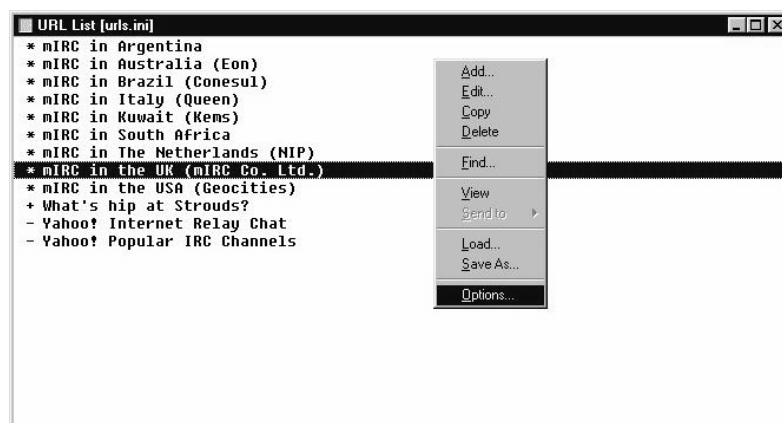 URL List [urls.ini]
* mIRC in Argentina
* mIRC in Australia (Eon)
* mIRC in Brazil (Conesul)
* mIRC in Italy (Queen)
* mIRC in Kuwait (Kems)
* mIRC in South Africa
* mIRC in The Netherlands (NIP)
* mIRC in the UK (mIRC Co. Ltd.)
* mIRC in the USA (Geocities)
+ What's hip at Strouds?
- Yahoo! Internet Relay Chat
- Yahoo! Popular IRC Channels
Add...
Edit...
Copy
Delete
Find...
View
Send to
Load...
Save As...
Options...